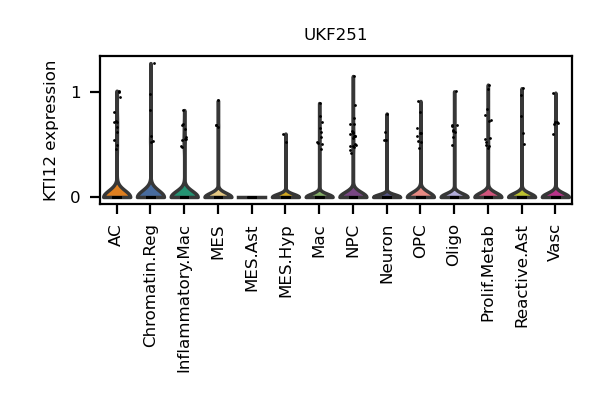 UKF251
KTI12 expression
1
0
AC
Chromatin.Reg
Inflammatory.Mac
MES
MES.Ast
MES.Hyp
Mac
NPC
Neuron
OPC
Oligo
Prolif.Metab
Reactive.Ast
Vasc